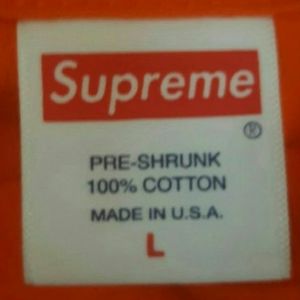 Supreme
®
PRE-SHRUNK
100% COTTON
MADE IN U.S.A.
L